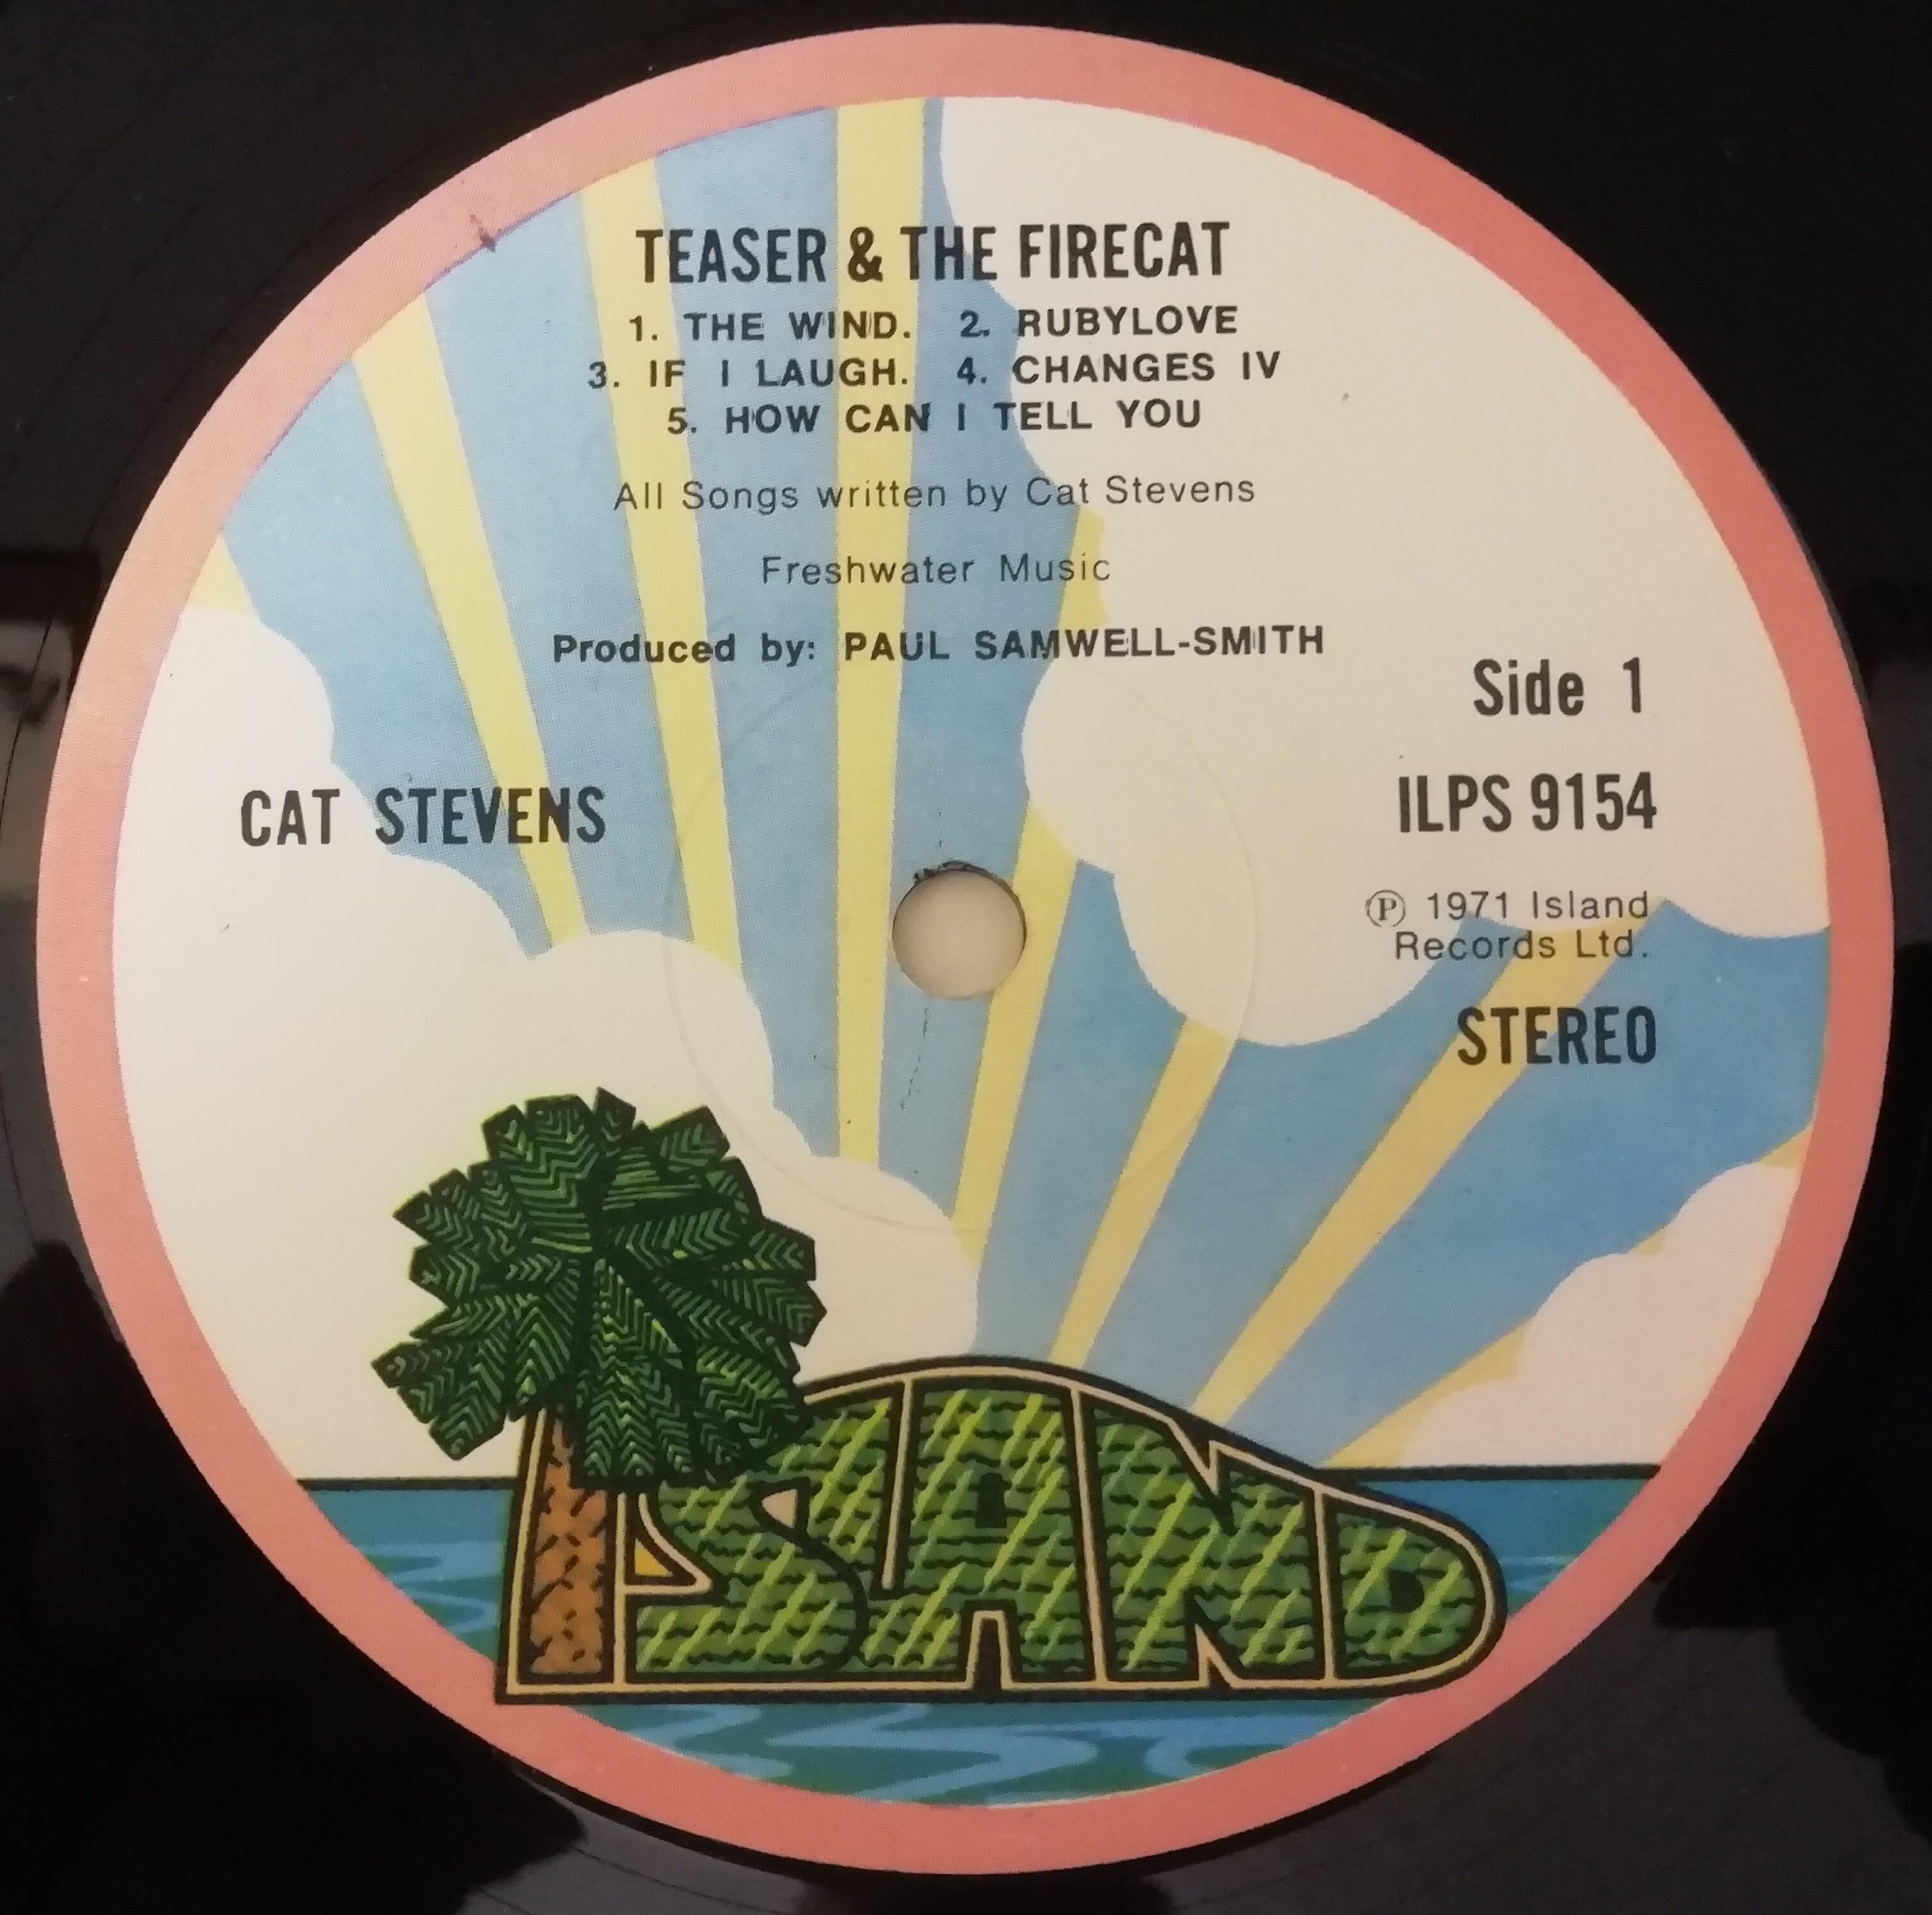 TEASER & THE FIRECAT
1. THE WIND. 2. RUBYLOVE
3. IF I LAUGH. 4. CHANGES IV
5. HOW CAN I TELL YOU
All Songs written by Cat Stevens
Freshwater Music
Produced by: PAUL SAMWELL-SMITH
Side 1
CAT STEVENS
ILPS 9154
℗ 1971 Island
Records Ltd.
STEREO
ISLAND